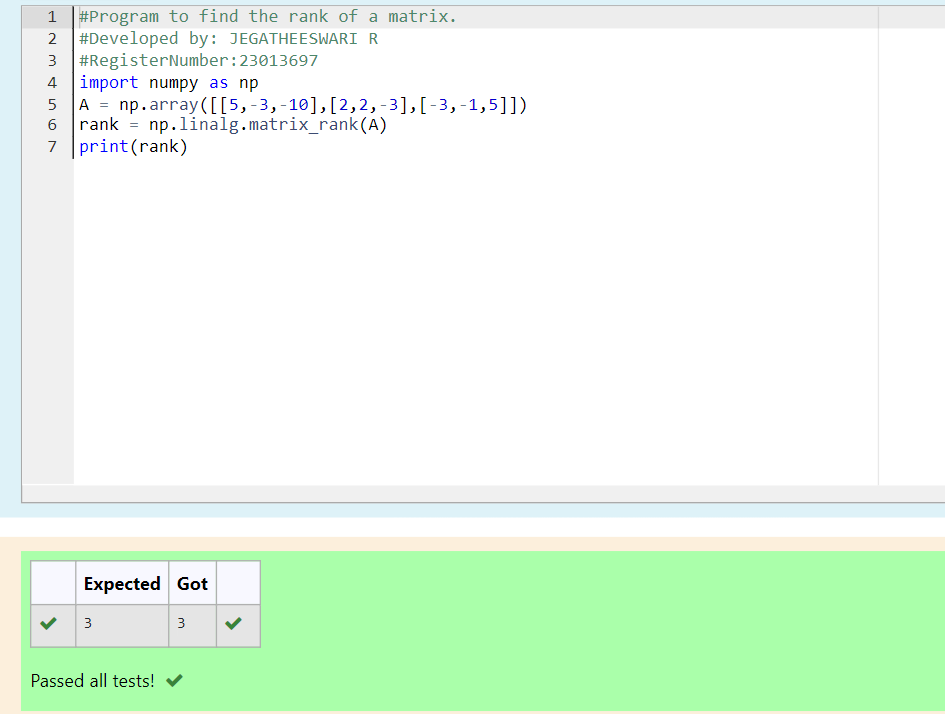 1 #Program to find the rank of a matrix.
2 #Developed by: JEGATHEESWARI R
3 #RegisterNumber:23013697
4 import numpy as np
5 A = np.array([[5,-3,-10],[2,2,-3],[-3,-1,5]])
6 rank = np.linalg.matrix_rank(A)
7 print(rank)
Expected Got
3 3
Passed all tests!